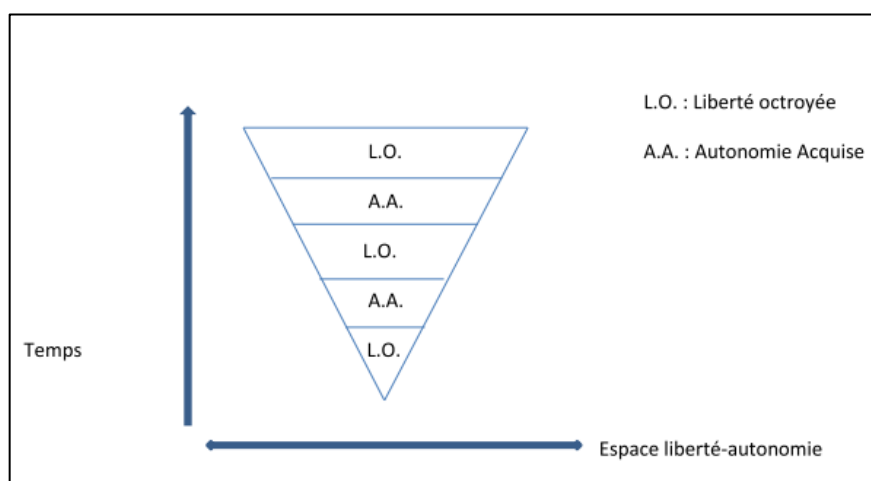 L.O. : Liberté octroyée
A.A. : Autonomie Acquise
L.O.
A.A.
L.O.
A.A.
L.O.
Temps
Espace liberté-autonomie